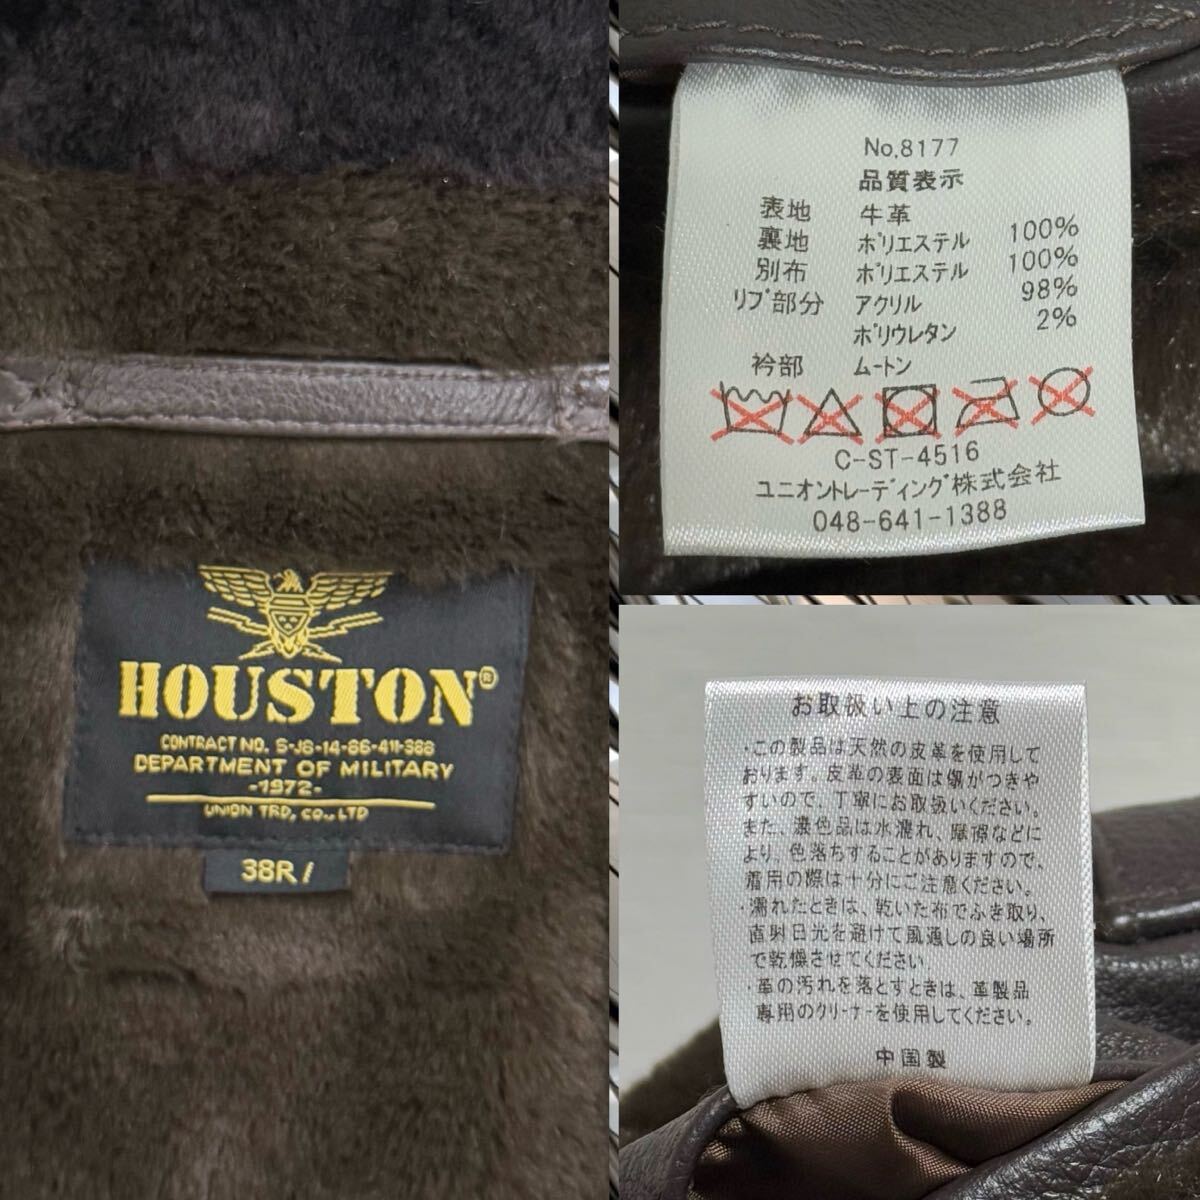 HOUSTON®
CONTRACT NO. S-J8-14-86-411-388
DEPARTMENT OF MILITARY
-1972-
UNION TRD, CO.,LTD
38R/
No.8177
品質表示
表地 牛革
裏地 ポリエステル 100%
別布 ポリエステル 100%
リブ部分 アクリル 98%
ポリウレタン 2%
衿部 ムートン
C-ST-4516
ユニオントレーディング株式会社
048-641-1388
お取扱い上の注意
・この製品は天然の皮革を使用して
おります。皮革の表面は傷がつきや
すいので、丁寧にお取扱いください。
また、濃色品は水濡れ、摩擦などに
より、色落ちすることがありますので、
着用の際は十分にご注意ください。
・濡れたときは、乾いた布でふき取り、
直射日光を避けて風通しの良い場所
で乾燥させてください。
・革の汚れを落とすときは、革製品
専用のクリーナーを使用してください。
中国製